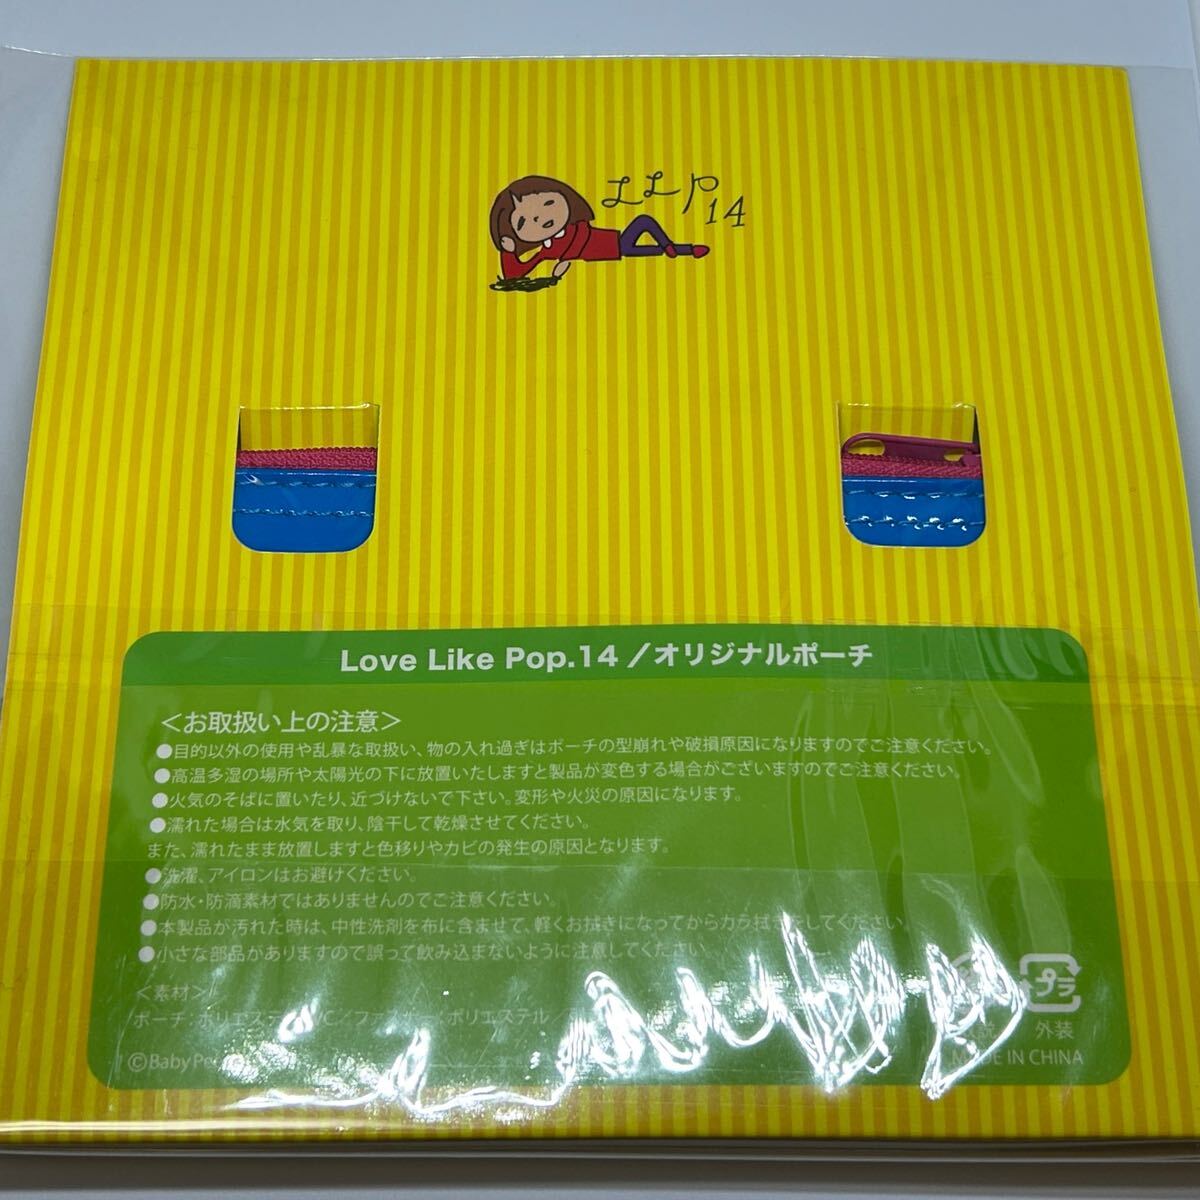 LLP14
Love Like Pop.14／オリジナルポーチ
＜お取扱い上の注意＞
●目的以外の使用や乱暴な取扱い、物の入れ過ぎはポーチの型崩れや破損原因になりますのでご注意ください。
●高温多湿の場所や太陽光の下に放置いたしますと製品が変色する場合がございますのでご注意ください。
●火気のそばに置いたり、近づけないで下さい。変形や火災の原因になります。
●濡れた場合は水気を取り、陰干して乾燥させてください。
また、濡れたまま放置しますと色移りやカビの発生の原因となります。
●洗濯、アイロンはお避けください。
●防水・防滴素材ではありませんのでご注意ください。
●本製品が汚れた時は、中性洗剤を布に含ませて、軽くお拭きになってからカラ拭きをしてください。
●小さな部品がありますので誤って飲み込まないように注意してください。
＜素材＞
ポーチ：ポリエステル ポリエステル
プラ
外装
©Baby
MADE IN CHINA